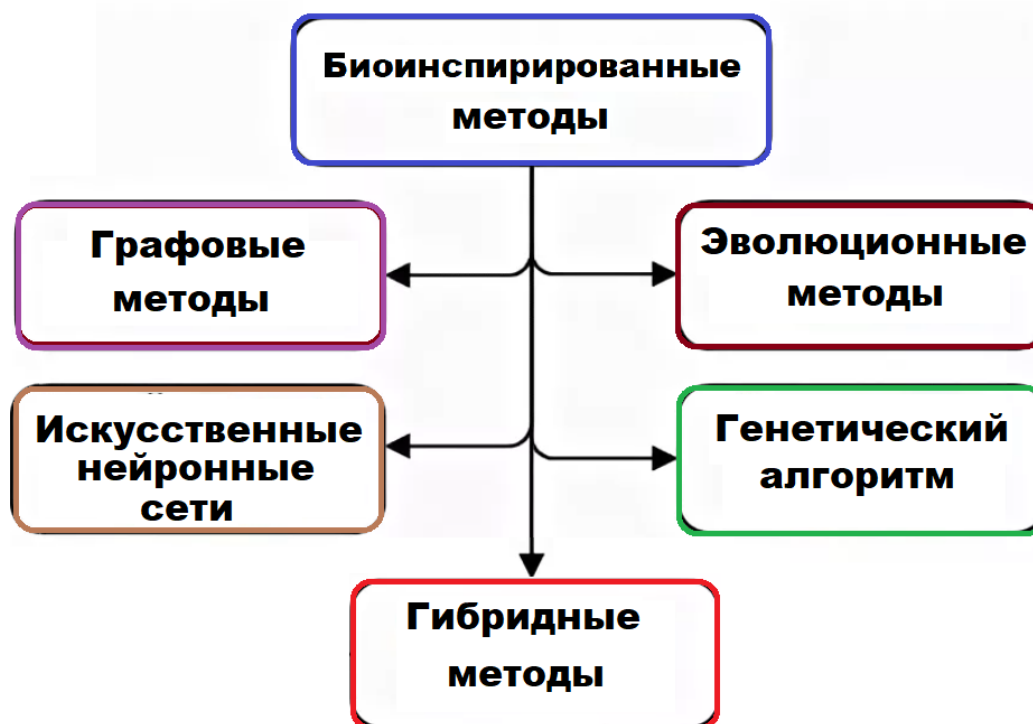 Биоинспирированные
методы
Графовые
методы
Эволюционные
методы
Искусственные
нейронные
сети
Генетический
алгоритм
Гибридные
методы